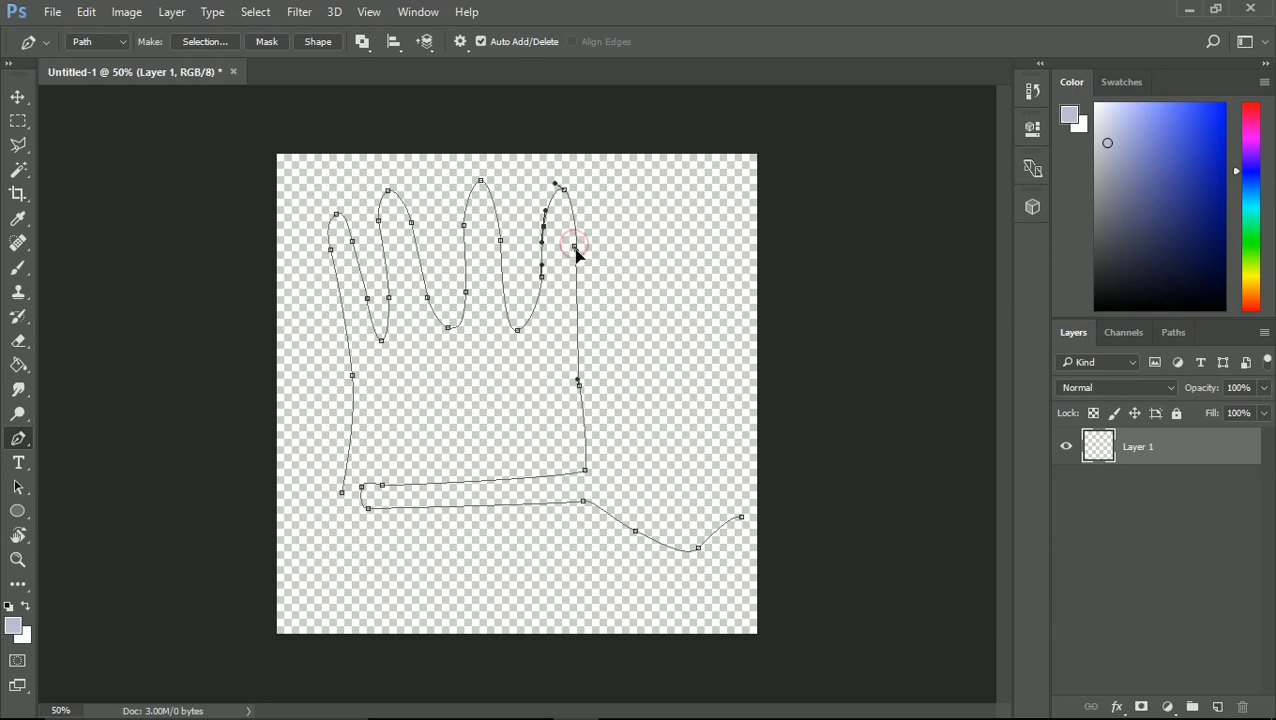 Ps File Edit Image Layer Type Select Filter 3D View Window Help
Path Make: Selection... Mask Shape Auto Add/Delete Align Edges
Untitled-1 @ 50% (Layer 1, RGB/8) *
Color Swatches
Layers Channels Paths
Kind
Normal Opacity: 100%
Lock: Fill: 100%
Layer 1
fx
50% Doc: 3.00M/0 bytes